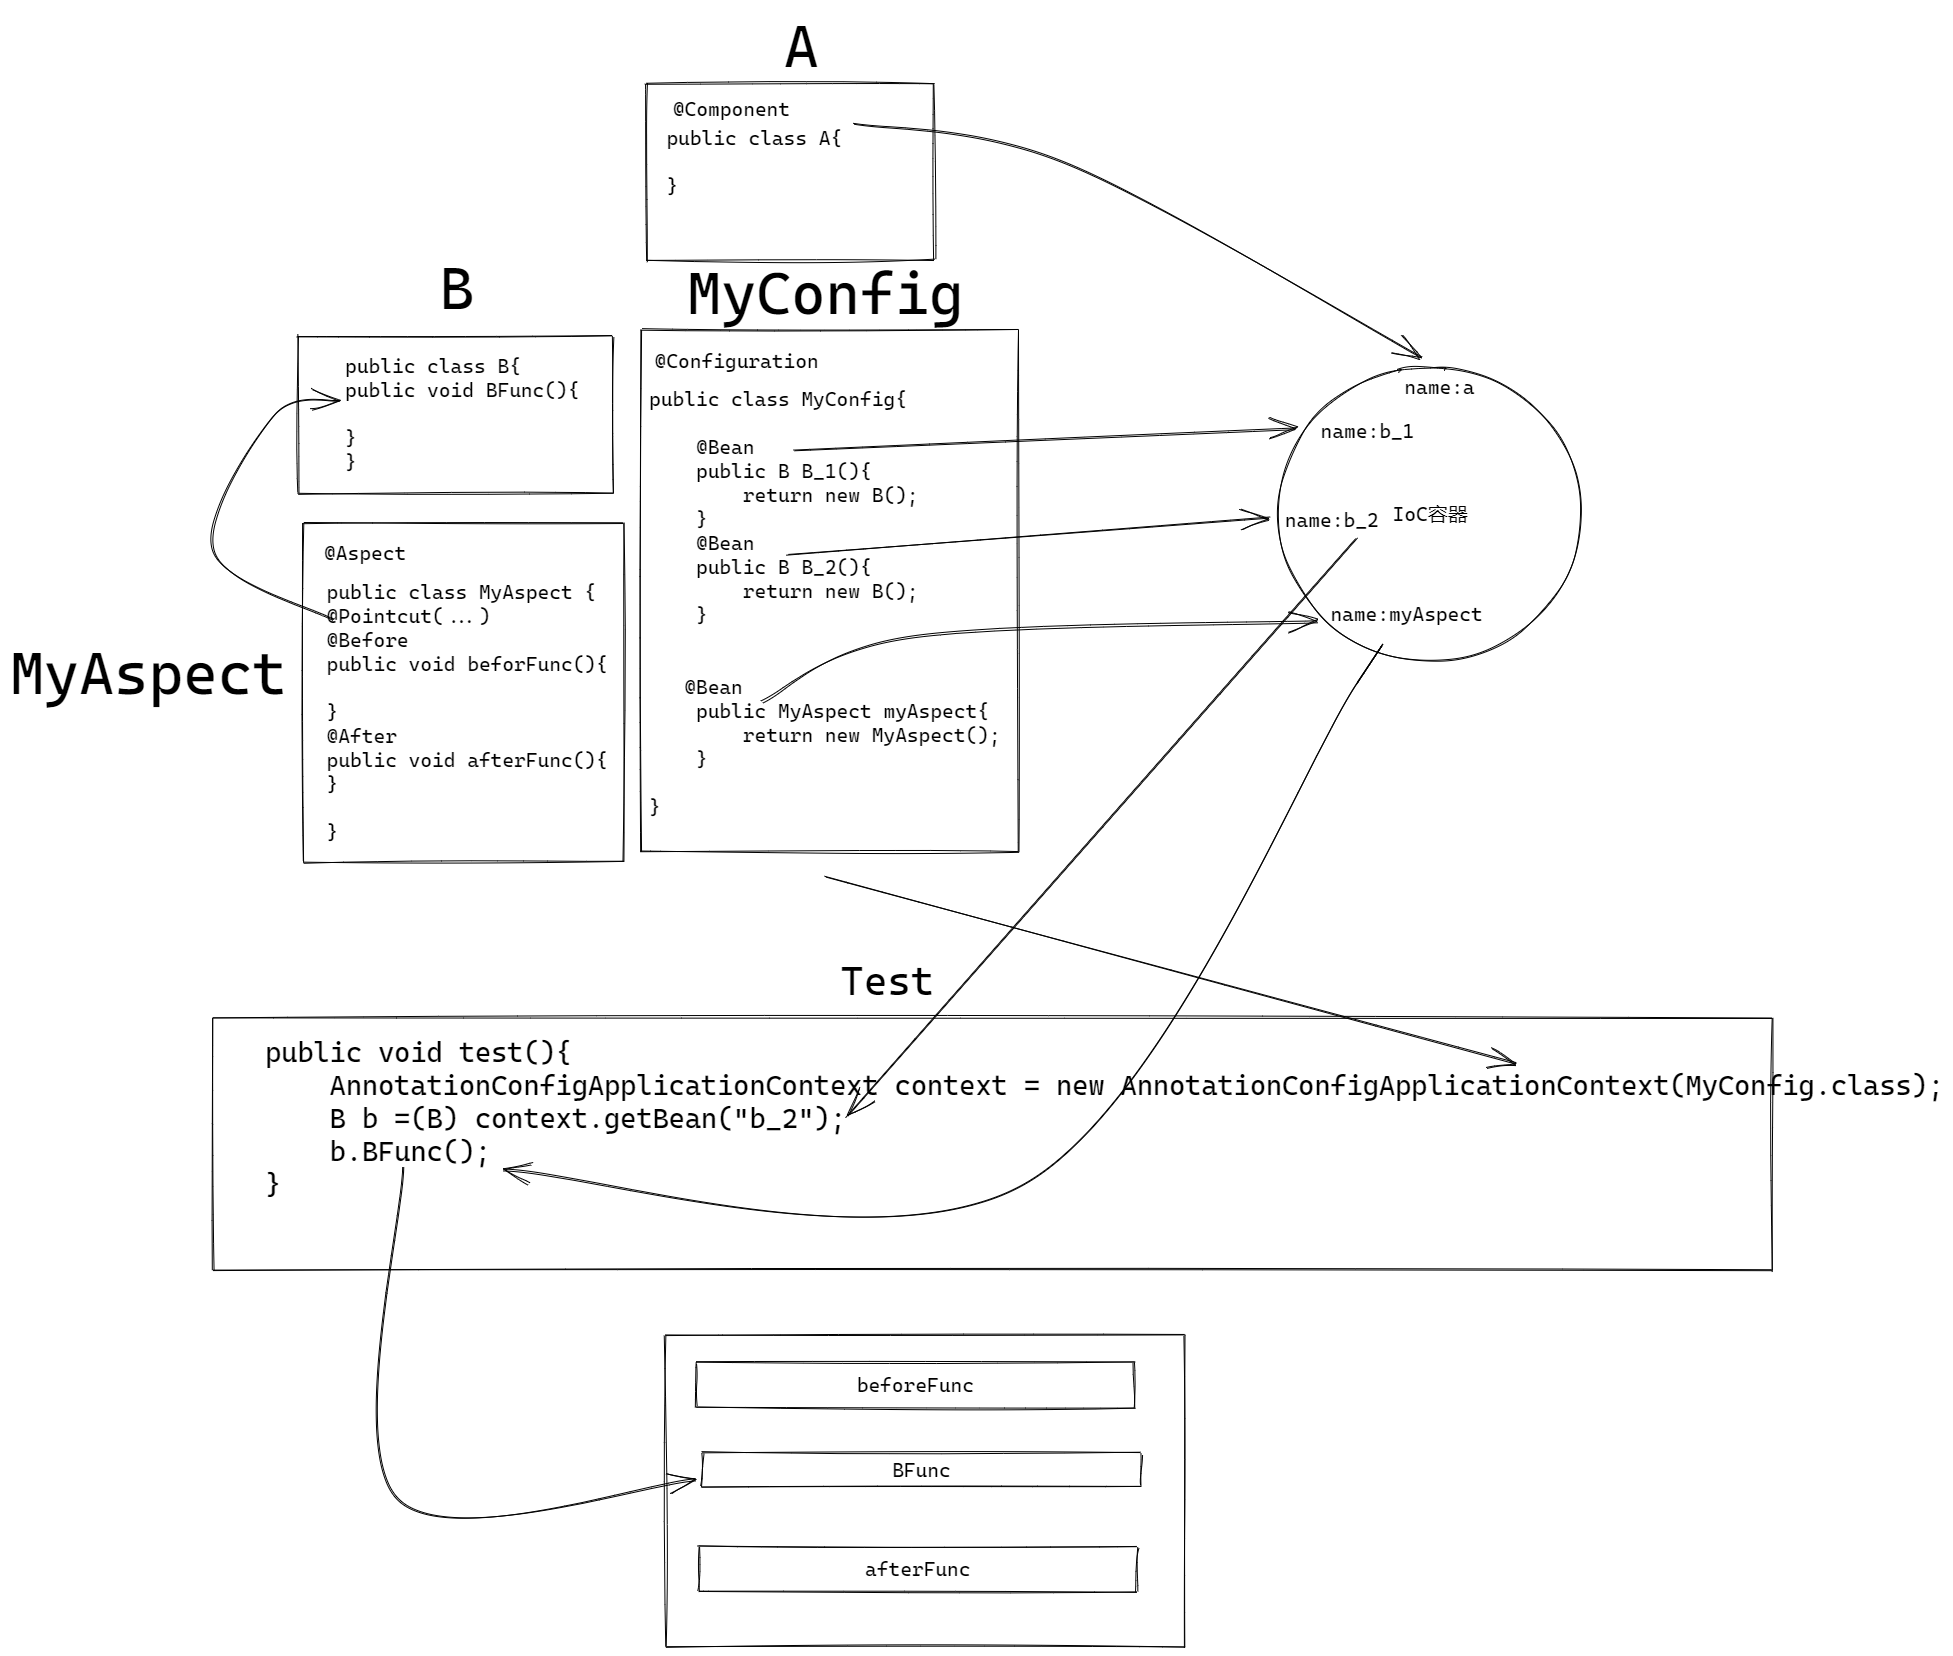 A
@Component
public class A{
}
B
public class B{
public void BFunc(){
}
}
MyConfig
@Configuration
public class MyConfig{
@Bean
public B B_1(){
return new B();
}
@Bean
public B B_2(){
return new B();
}
@Bean
public MyAspect myAspect{
return new MyAspect();
}
}
MyAspect
@Aspect
public class MyAspect {
@Pointcut(...)
@Before
public void beforFunc(){
}
@After
public void afterFunc(){
}
}
name:a
name:b_1
name:b_2
IoC容器
name:myAspect
Test
public void test(){
AnnotationConfigApplicationContext context = new AnnotationConfigApplicationContext(MyConfig.class);
B b =(B) context.getBean("b_2");
b.BFunc();
}
beforeFunc
BFunc
afterFunc